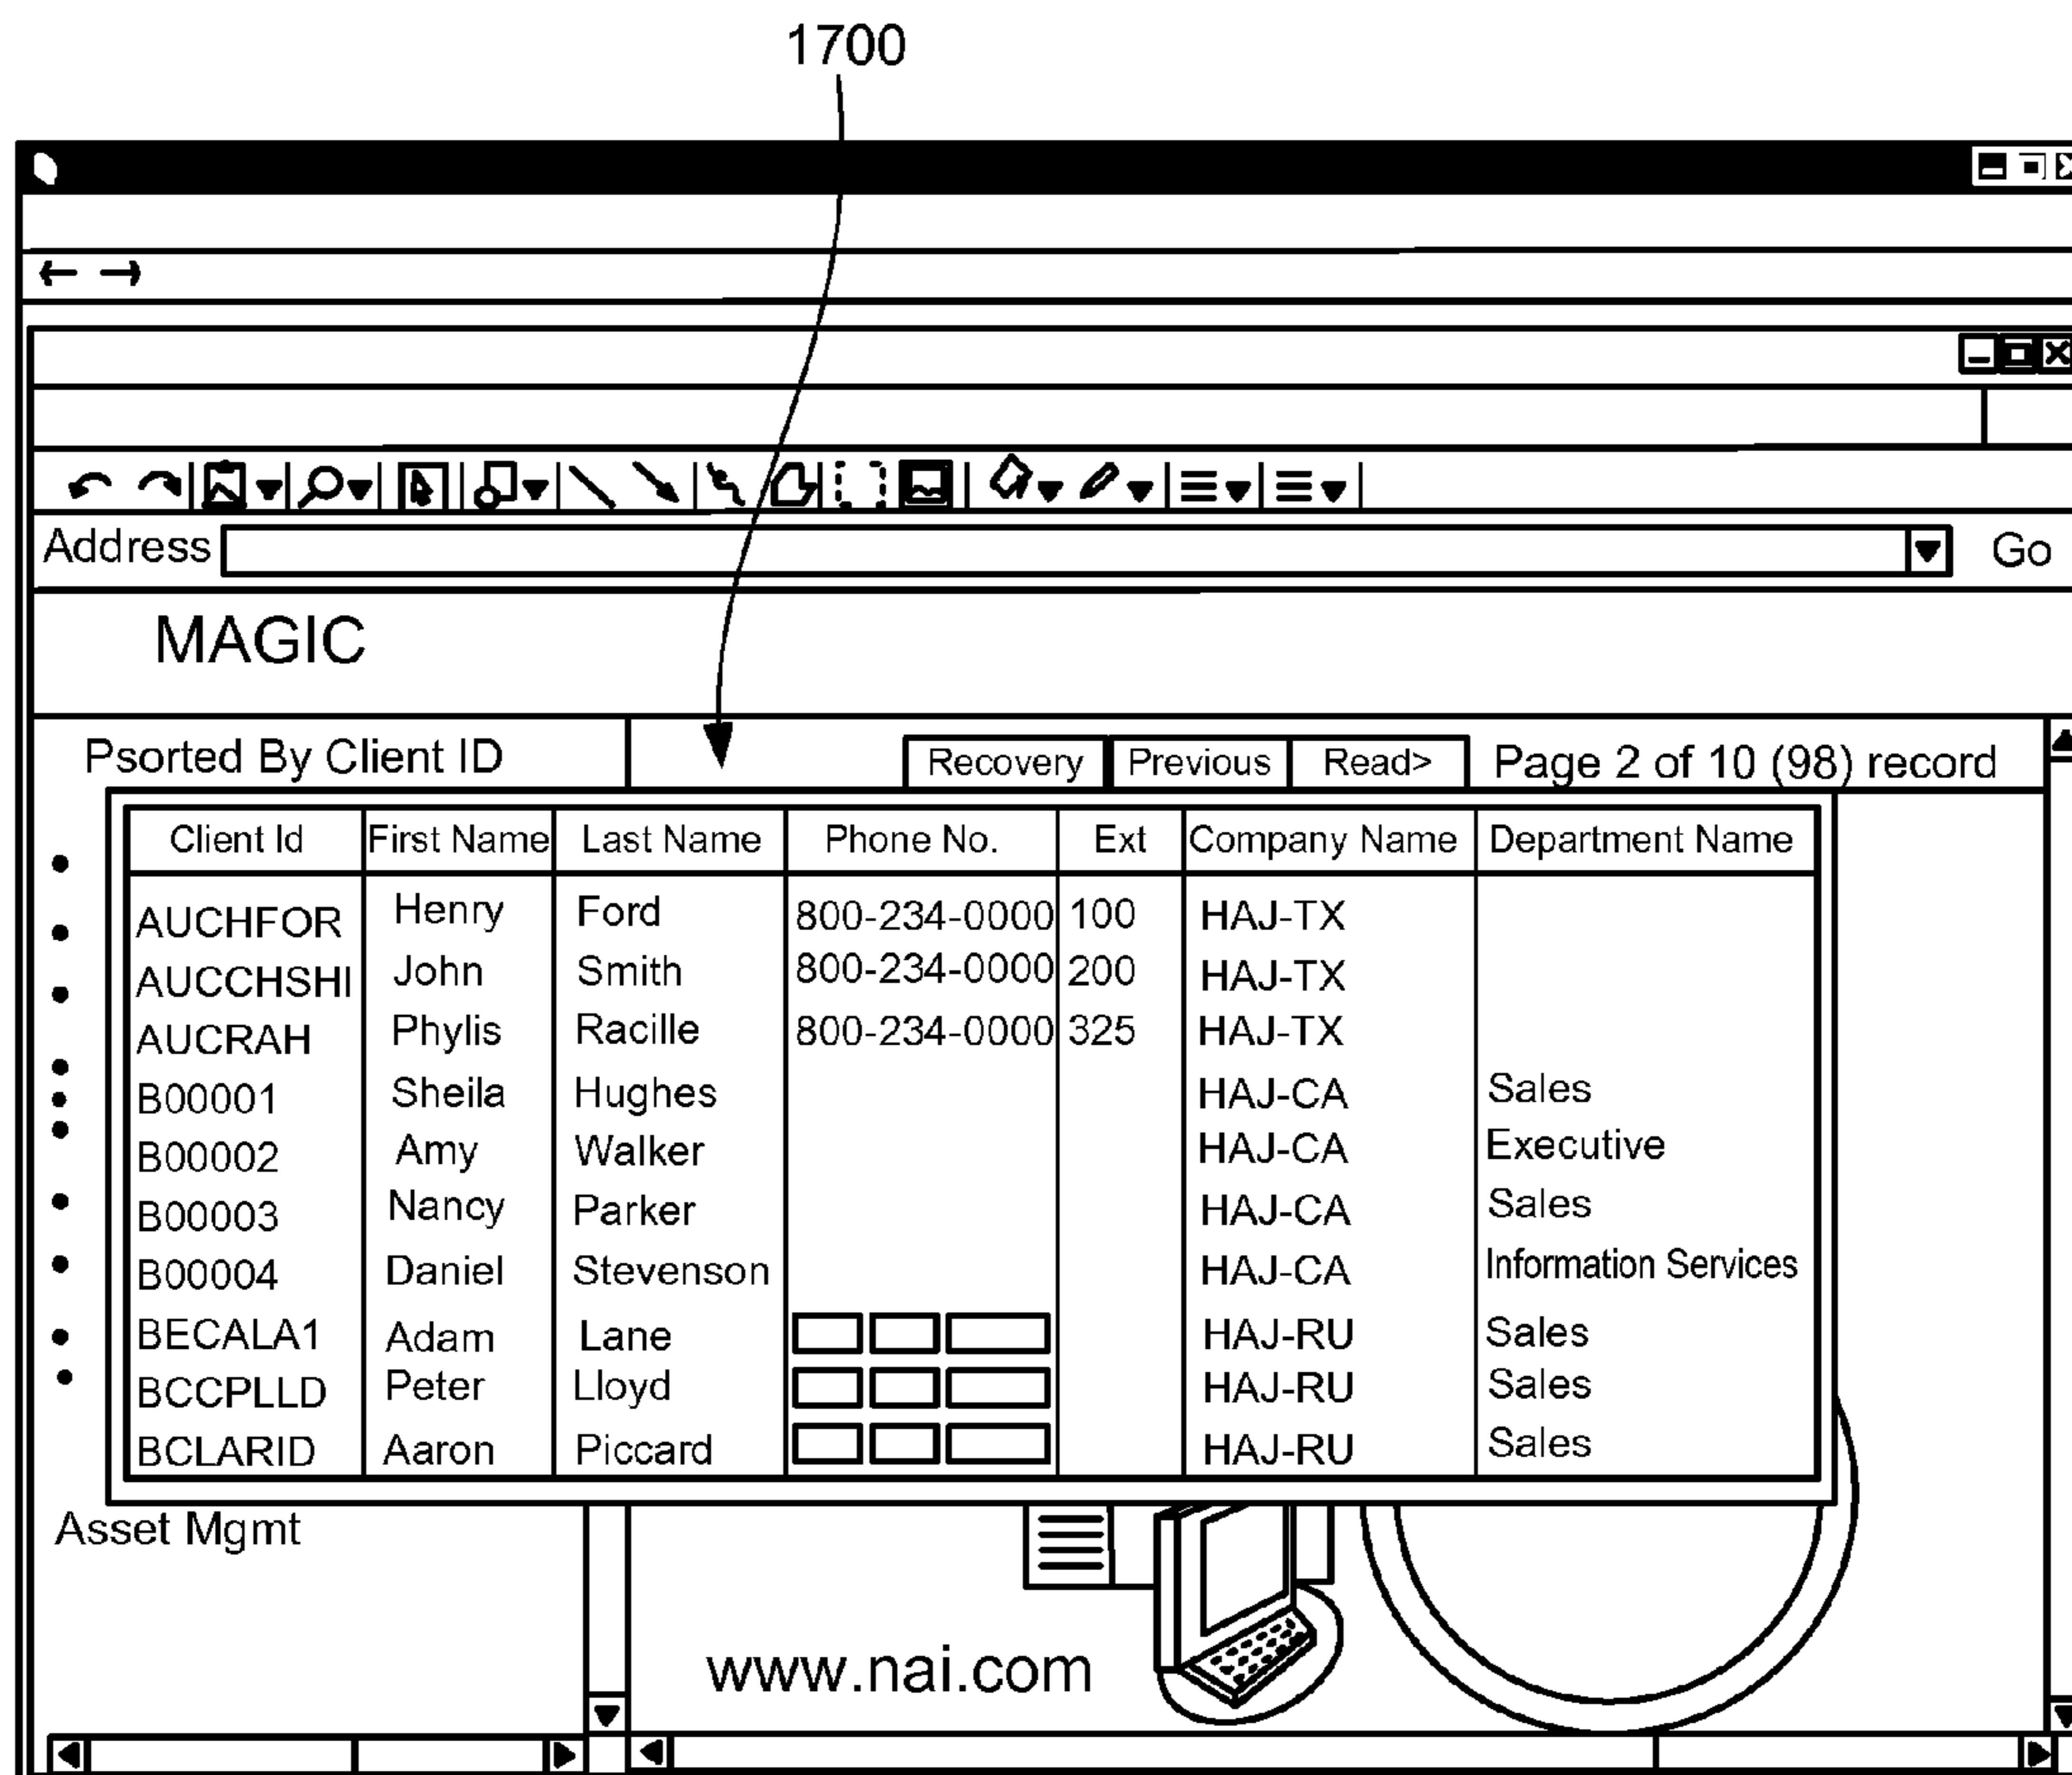 1700
Address Go
MAGIC
Psorted By Client ID Recovery Previous Read> Page 2 of 10 (98) record
Client Id First Name Last Name Phone No. Ext Company Name Department Name
AUCHFOR Henry Ford 800-234-0000 100 HAJ-TX
AUCCHSHI John Smith 800-234-0000 200 HAJ-TX
AUCRAH Phylis Racille 800-234-0000 325 HAJ-TX
B00001 Sheila Hughes HAJ-CA Sales
B00002 Amy Walker HAJ-CA Executive
B00003 Nancy Parker HAJ-CA Sales
B00004 Daniel Stevenson HAJ-CA Information Services
BECALA1 Adam Lane HAJ-RU Sales
BCCPLLD Peter Lloyd HAJ-RU Sales
BCLARID Aaron Piccard HAJ-RU Sales
Asset Mgmt
www.nai.com